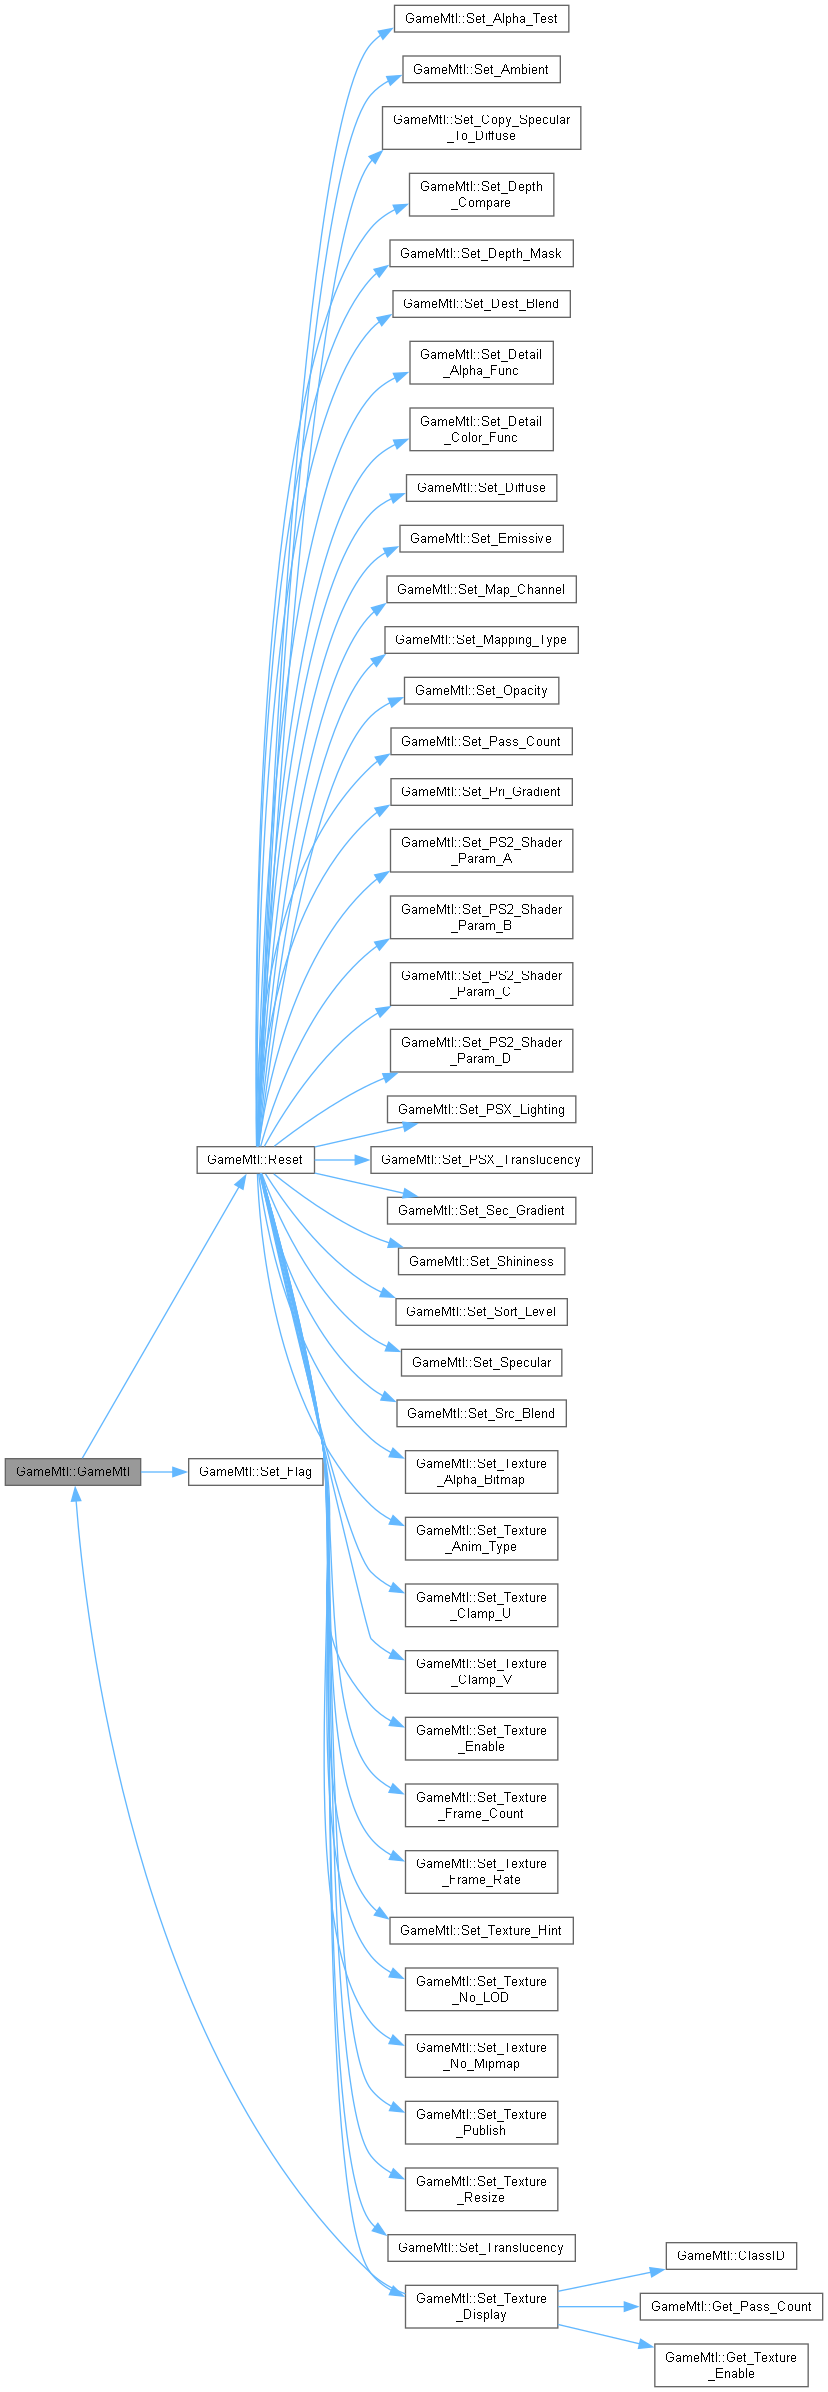 GameMtl::Set_Alpha_Test
GameMtl::Set_Ambient
GameMtl::Set_Copy_Specular
_To_Diffuse
GameMtl::Set_Depth
_Compare
GameMtl::Set_Depth_Mask
GameMtl::Set_Dest_Blend
GameMtl::Set_Detail
_Alpha_Func
GameMtl::Set_Detail
_Color_Func
GameMtl::Set_Diffuse
GameMtl::Set_Emissive
GameMtl::Set_Map_Channel
GameMtl::Set_Mapping_Type
GameMtl::Set_Opacity
GameMtl::Set_Pass_Count
GameMtl::Set_Pri_Gradient
GameMtl::Set_PS2_Shader
_Param_A
GameMtl::Set_PS2_Shader
_Param_B
GameMtl::Set_PS2_Shader
_Param_C
GameMtl::Set_PS2_Shader
_Param_D
GameMtl::Set_PSX_Lighting
GameMtl::Reset
GameMtl::Set_PSX_Translucency
GameMtl::Set_Sec_Gradient
GameMtl::Set_Shininess
GameMtl::Set_Sort_Level
GameMtl::Set_Specular
GameMtl::Set_Src_Blend
GameMtl::GameMtl
GameMtl::Set_Flag
GameMtl::Set_Texture
_Alpha_Bitmap
GameMtl::Set_Texture
_Anim_Type
GameMtl::Set_Texture
_Clamp_U
GameMtl::Set_Texture
_Clamp_V
GameMtl::Set_Texture
_Enable
GameMtl::Set_Texture
_Frame_Count
GameMtl::Set_Texture
_Frame_Rate
GameMtl::Set_Texture_Hint
GameMtl::Set_Texture
_No_LOD
GameMtl::Set_Texture
_No_Mipmap
GameMtl::Set_Texture
_Publish
GameMtl::Set_Texture
_Resize
GameMtl::Set_Translucency
GameMtl::Set_Texture
_Display
GameMtl::ClassID
GameMtl::Get_Pass_Count
GameMtl::Get_Texture
_Enable